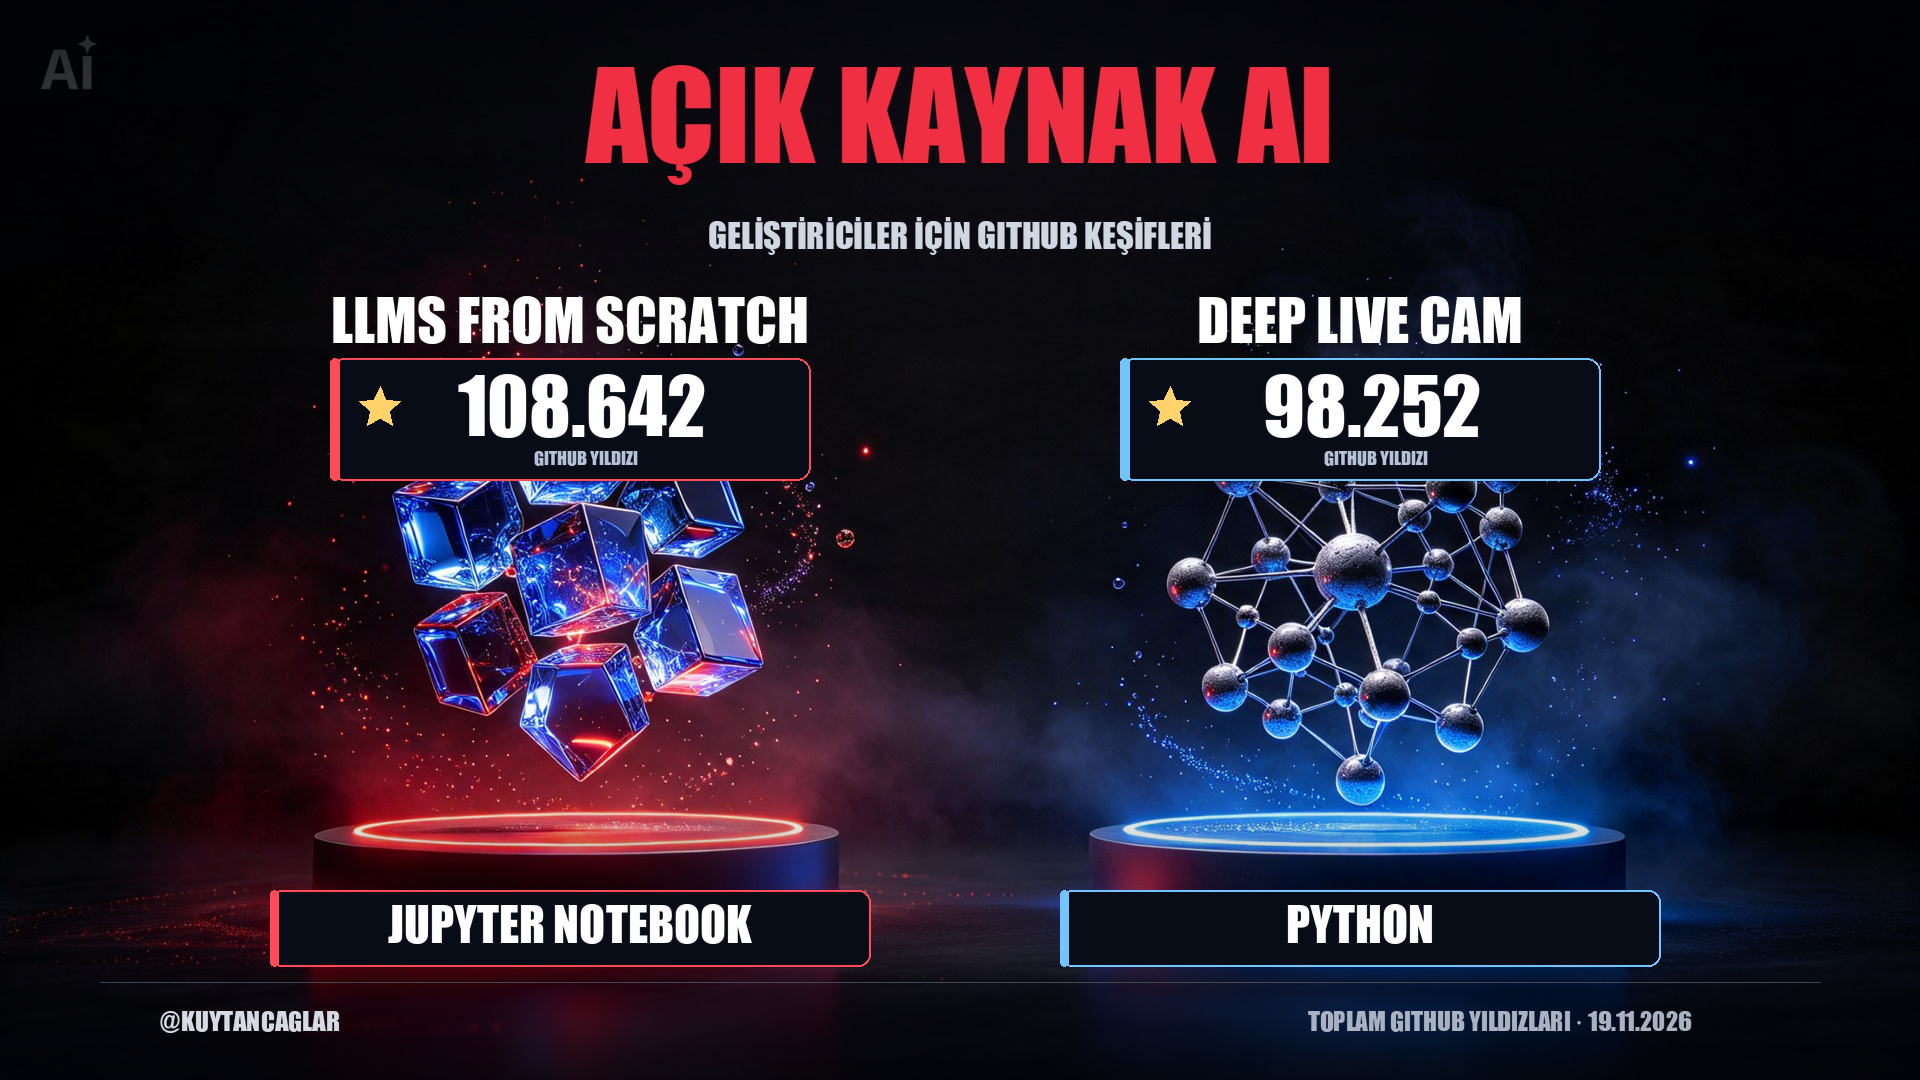 Ai
AÇIK KAYNAK AI
GELİŞTİRİCİLER İÇİN GITHUB KEŞİFLERİ
LLMS FROM SCRATCH
108.642
GITHUB YILDIZI
JUPYTER NOTEBOOK
DEEP LIVE CAM
98.252
GITHUB YILDIZI
PYTHON
@KUYTANCAGLAR
TOPLAM GITHUB YILDIZLARI · 19.11.2026